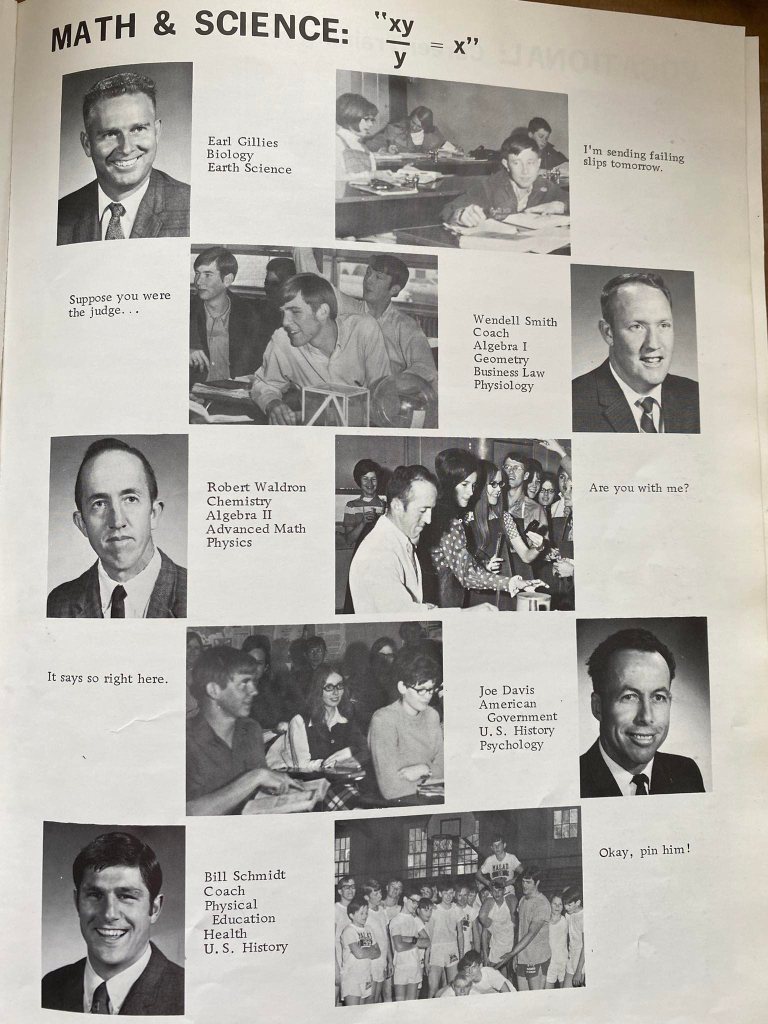 MATH & SCIENCE: "xy/y = x"
Earl Gillies
Biology
Earth Science
I'm sending failing
slips tomorrow.
Suppose you were
the judge...
Wendell Smith
Coach
Algebra I
Geometry
Business Law
Physiology
Robert Waldron
Chemistry
Algebra II
Advanced Math
Physics
Are you with me?
It says so right here.
Joe Davis
American
Government
U.S. History
Psychology
Bill Schmidt
Coach
Physical
Education
Health
U.S. History
Okay, pin him!
MALAD